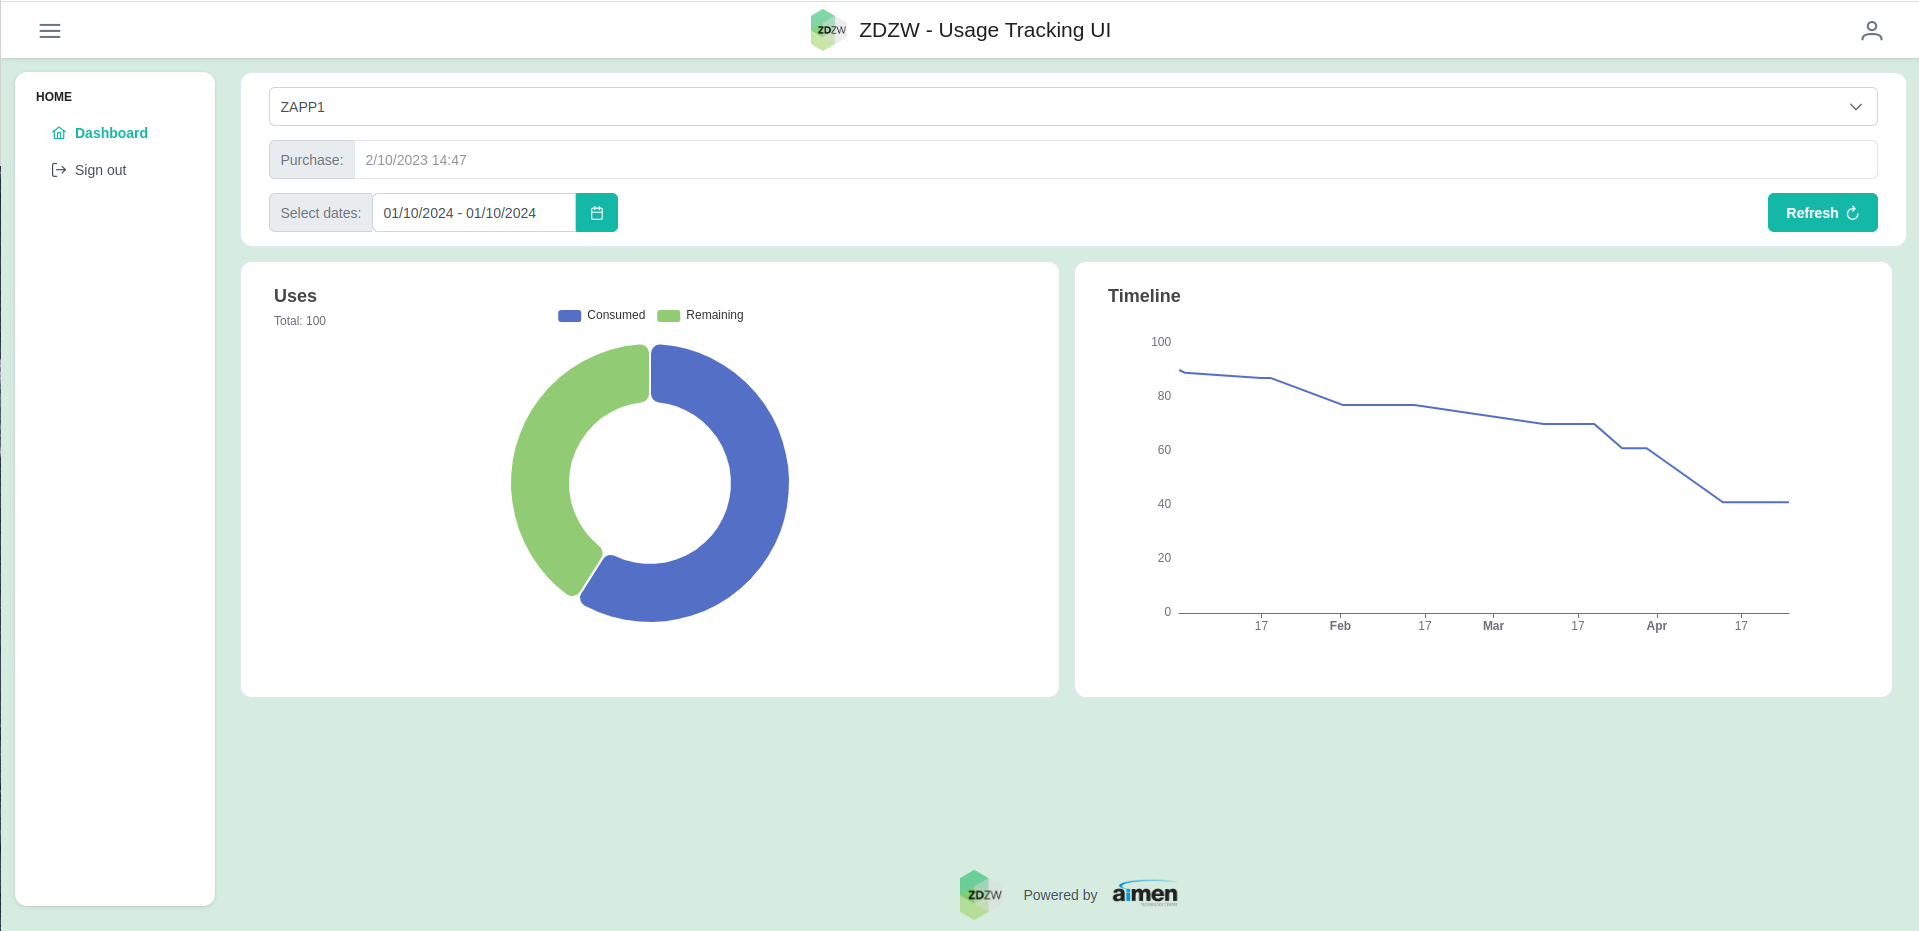 ZDZW
ZDZW - Usage Tracking UI
HOME
Dashboard
Sign out
ZAPP1
Purchase: 2/10/2023 14:47
Select dates: 01/10/2024 - 01/10/2024
Refresh
Uses
Total: 100
Consumed Remaining
Timeline
100
80
60
40
20
0
17 Feb 17 Mar 17 Apr 17
ZDZW
Powered by
aimen